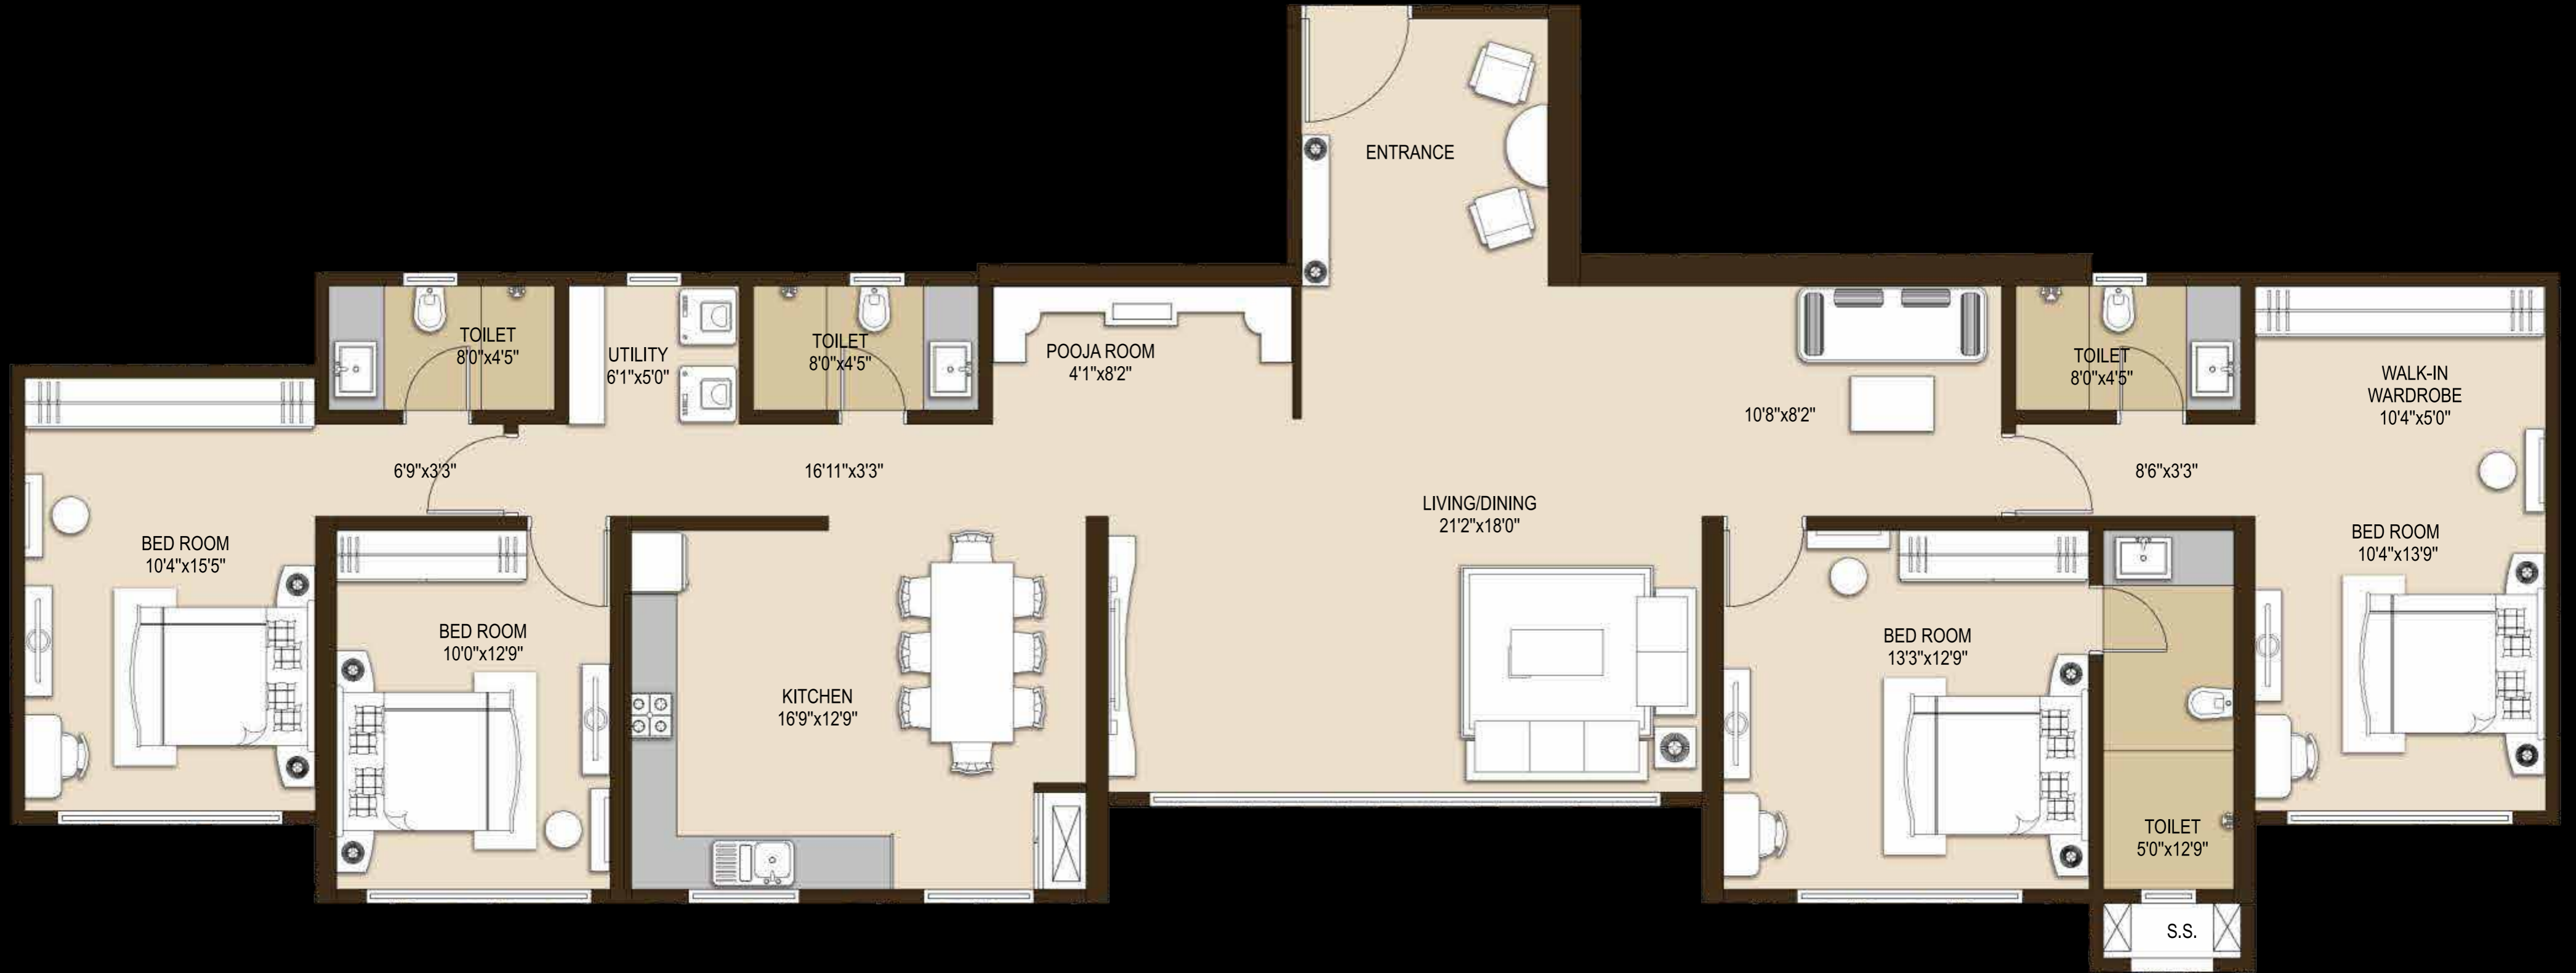 ENTRANCE
TOILET
8'0"x4'5"
UTILITY
6'1"x5'0"
TOILET
8'0"x4'5"
POOJA ROOM
4'1"x8'2"
10'8"x8'2"
TOILET
8'0"x4'5"
WALK-IN
WARDROBE
10'4"x5'0"
6'9"x3'3"
16'11"x3'3"
8'6"x3'3"
LIVING/DINING
21'2"x18'0"
BED ROOM
10'4"x15'5"
BED ROOM
10'0"x12'9"
KITCHEN
16'9"x12'9"
BED ROOM
13'3"x12'9"
BED ROOM
10'4"x13'9"
TOILET
5'0"x12'9"
S.S.